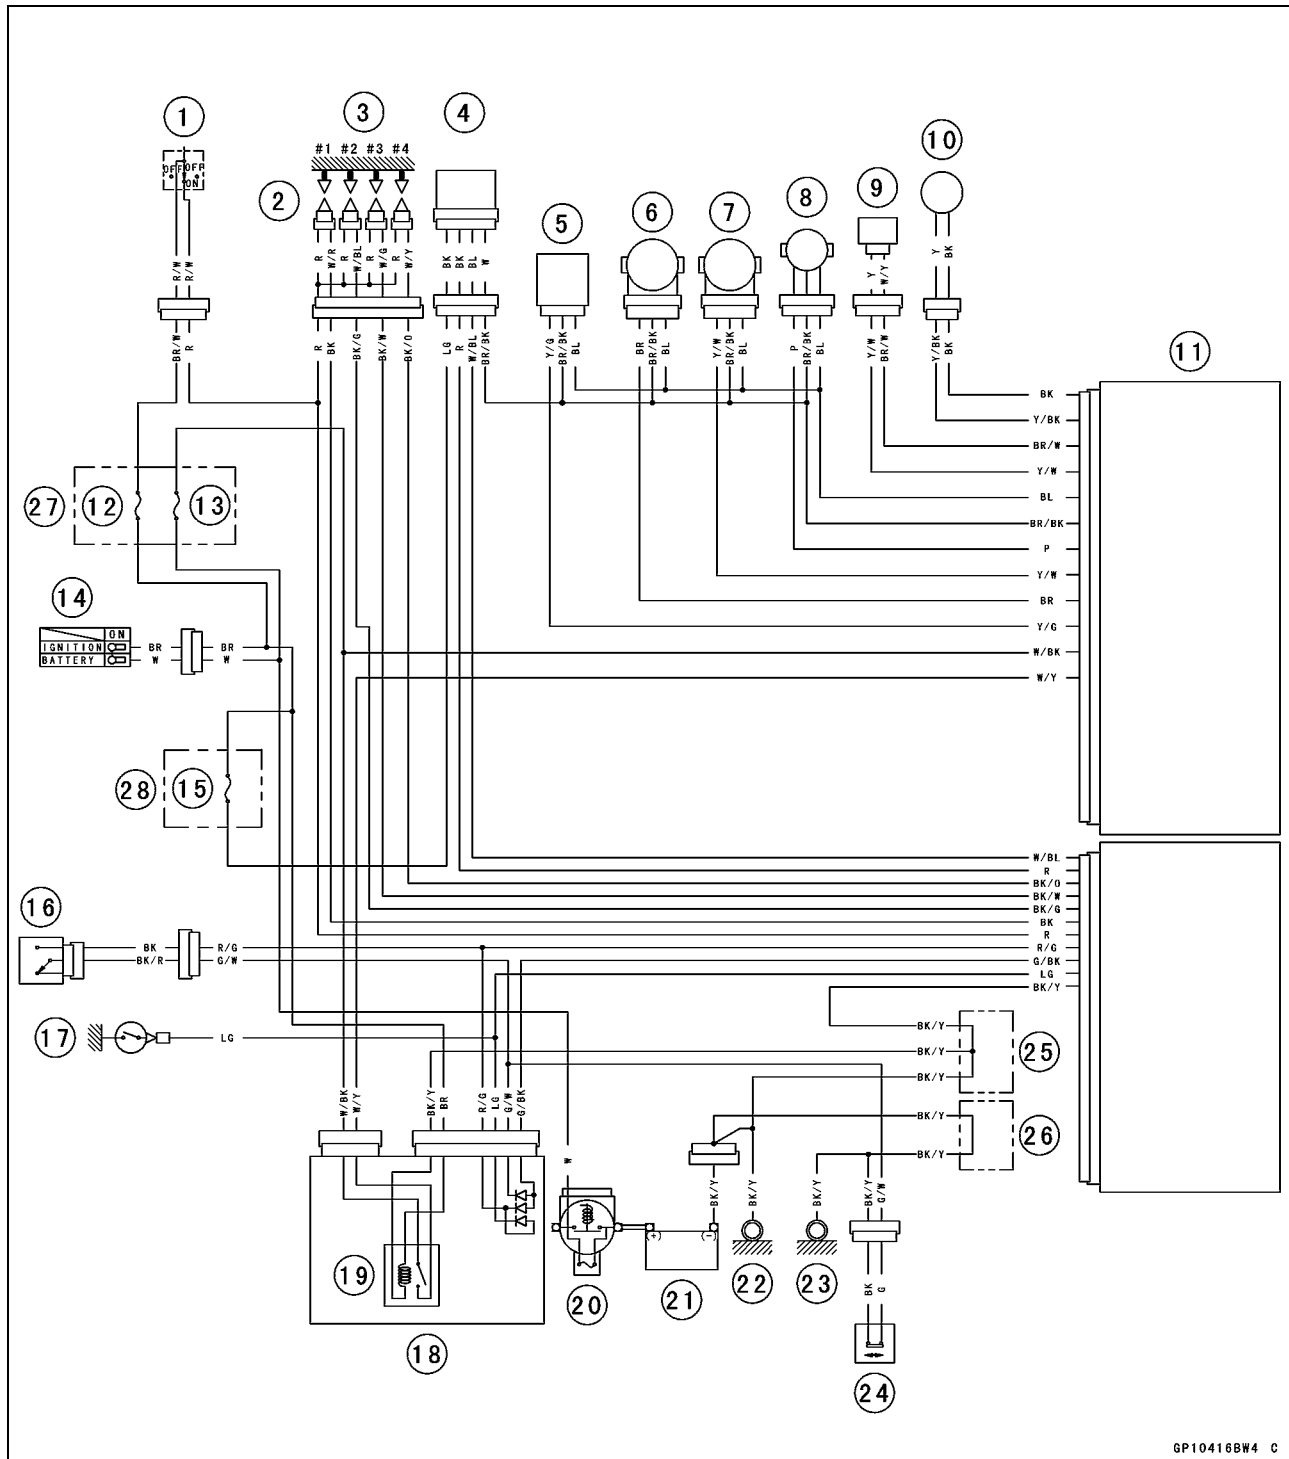 1
3
4
10
#1 #2 #3 #4
OFF OFF
ON
2
9
5
6
7
8
R/W R/W
R W/R R W/BL R W/G R W/Y
BK BK BL W
Y W/Y
Y BK
BR/W R
R BK BK/G BK/W BK/O
LG R W/BL BR/BK
Y/G BR/BK BL
BR BR/BK BL
Y/W BR/BK BL
P BR/BK BL
Y/W BR/W
Y/BK BK
11
BK
Y/BK
BR/W
Y/W
BL
BR/BK
P
Y/W
BR
Y/G
W/BK
W/Y
27
12
13
14
ON
IGNITION BR BR
BATTERY W W
28
15
W/BL
R
BK/O
BK/W
BK/G
BK
R
R/G
G/BK
LG
BK/Y
16
BK R/G
BK/R G/W
17
LG
BK/Y
BK/Y
BK/Y
25
BK/Y
BK/Y
26
W/BK W/Y
BK/Y BR
R/G LG G/W G/BK
W
BK/Y BK/Y BK/Y BK/Y G/W
(+) (-)
19
20
21
22
23
BK G
18
24
GP10416BW4 C